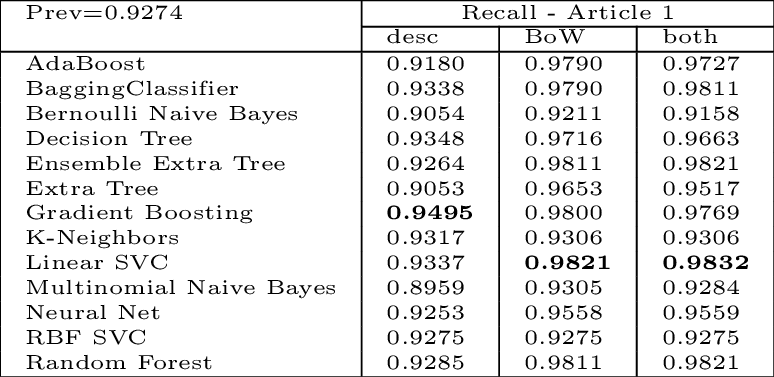 Prev=0.9274 Recall - Article 1
desc BoW both
AdaBoost 0.9180 0.9790 0.9727
BaggingClassifier 0.9338 0.9790 0.9811
Bernoulli Naive Bayes 0.9054 0.9211 0.9158
Decision Tree 0.9348 0.9716 0.9663
Ensemble Extra Tree 0.9264 0.9811 0.9821
Extra Tree 0.9053 0.9653 0.9517
Gradient Boosting 0.9495 0.9800 0.9769
K-Neighbors 0.9317 0.9306 0.9306
Linear SVC 0.9337 0.9821 0.9832
Multinomial Naive Bayes 0.8959 0.9305 0.9284
Neural Net 0.9253 0.9558 0.9559
RBF SVC 0.9275 0.9275 0.9275
Random Forest 0.9285 0.9811 0.9821